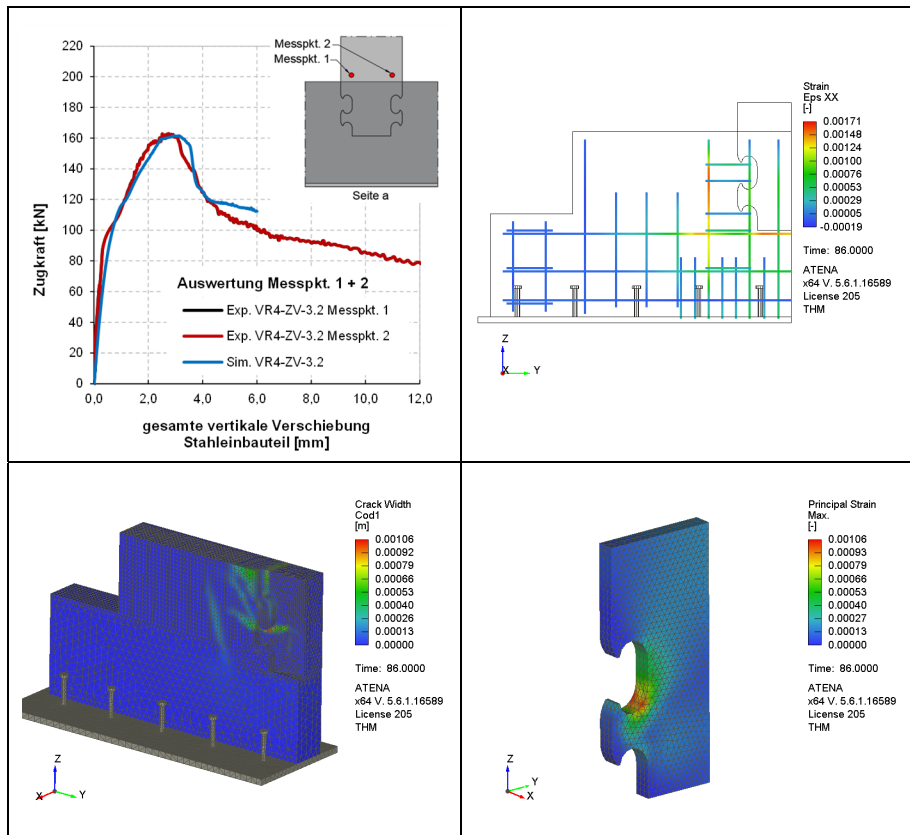 220
200
180
160
140
120
100
80
60
40
20
0
Zugkraft [kN]
0,0
2,0
4,0
6,0
8,0
10,0
12,0
gesamte vertikale Verschiebung
Stahleinbauteil [mm]
Messpkt. 2
Messpkt. 1
Seite a
Auswertung Messpkt. 1 + 2
Exp. VR4-ZV-3.2 Messpkt. 1
Exp. VR4-ZV-3.2 Messpkt. 2
Sim. VR4-ZV-3.2
Strain
Eps XX
[-]
0.00171
0.00148
0.00124
0.00100
0.00076
0.00053
0.00029
0.00005
-0.00019
Time: 86.0000
ATENA
x64 V. 5.6.1.16589
License 205
THM
Z
X
Y
Crack Width
Cod1
[m]
0.00106
0.00092
0.00079
0.00066
0.00053
0.00040
0.00026
0.00013
0.00000
Time: 86.0000
ATENA
x64 V. 5.6.1.16589
License 205
THM
Z
X
Y
Principal Strain
Max.
[-]
0.00106
0.00093
0.00079
0.00066
0.00053
0.00040
0.00027
0.00013
0.00000
Time: 86.0000
ATENA
x64 V. 5.6.1.16589
License 205
THM
Z
Y
X